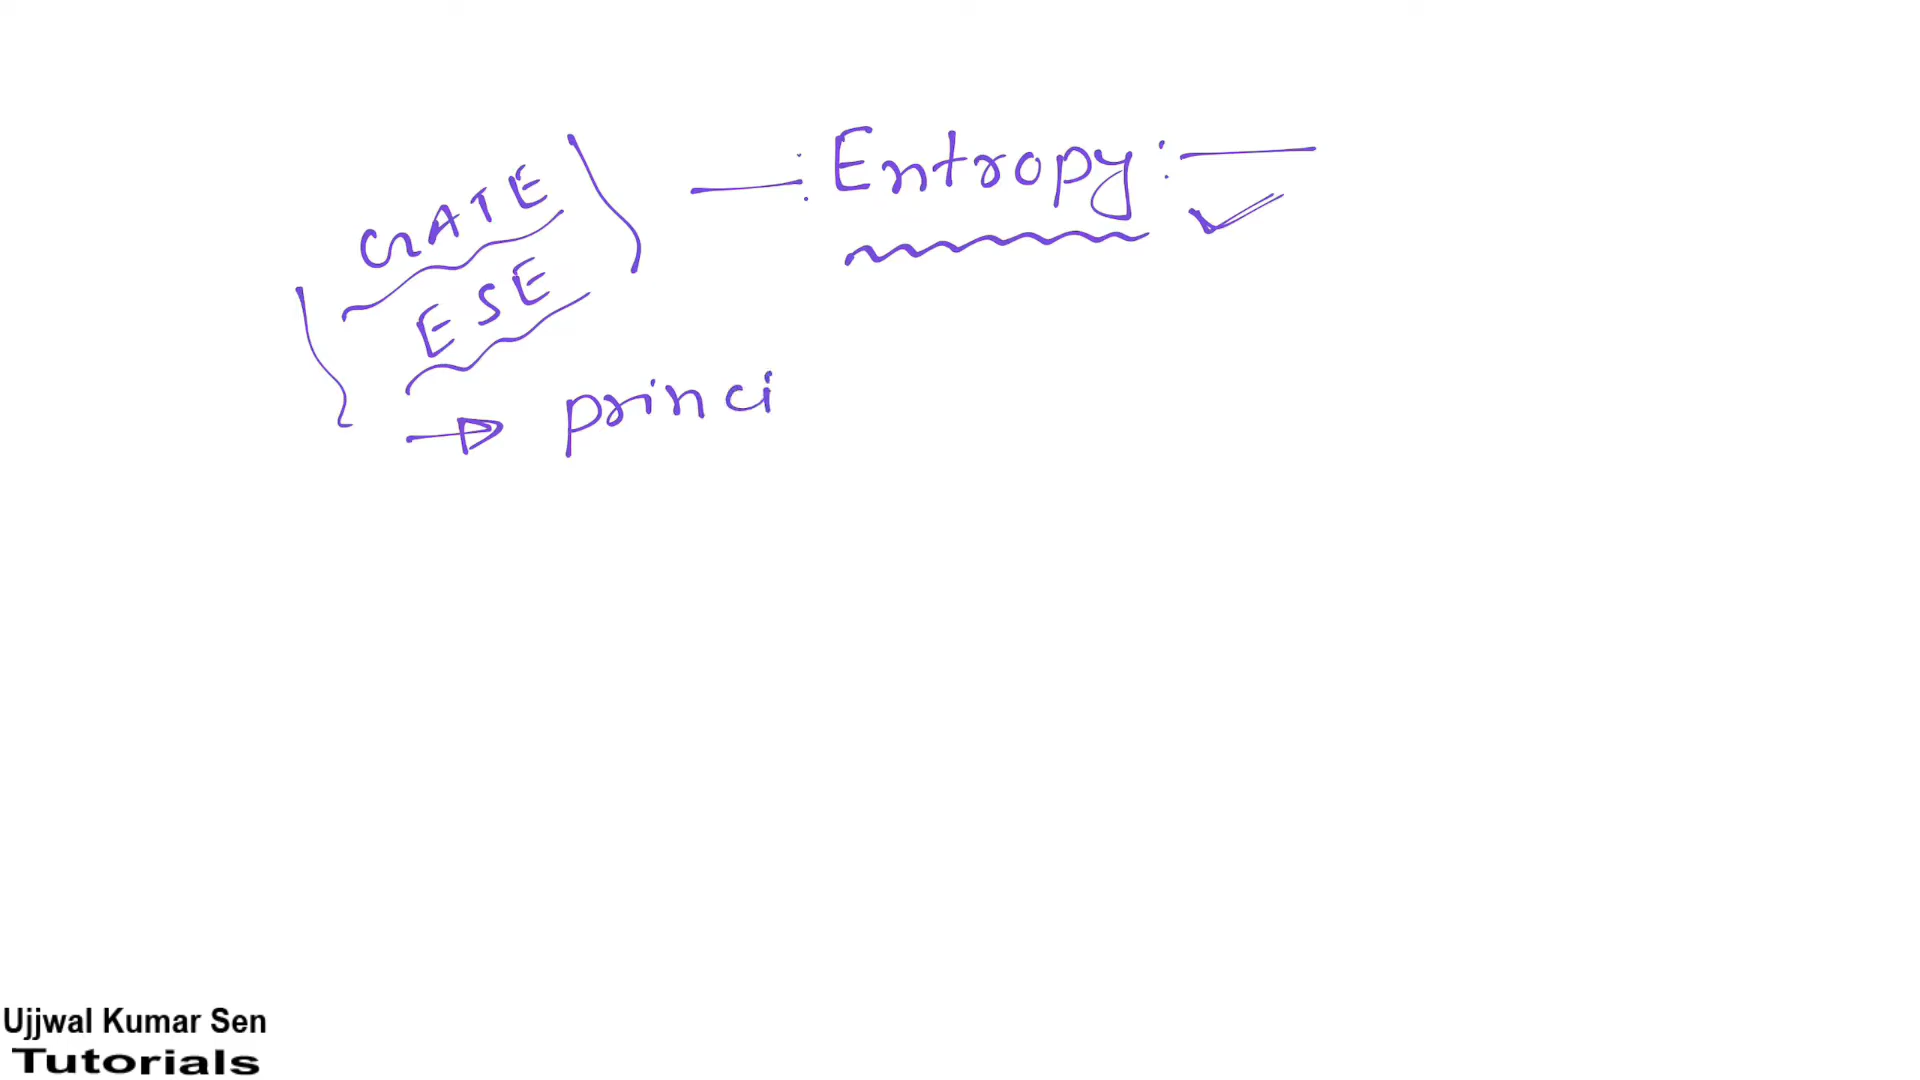 GATE
ESE
-: Entropy :-
princi
Ujjwal Kumar Sen
Tutorials